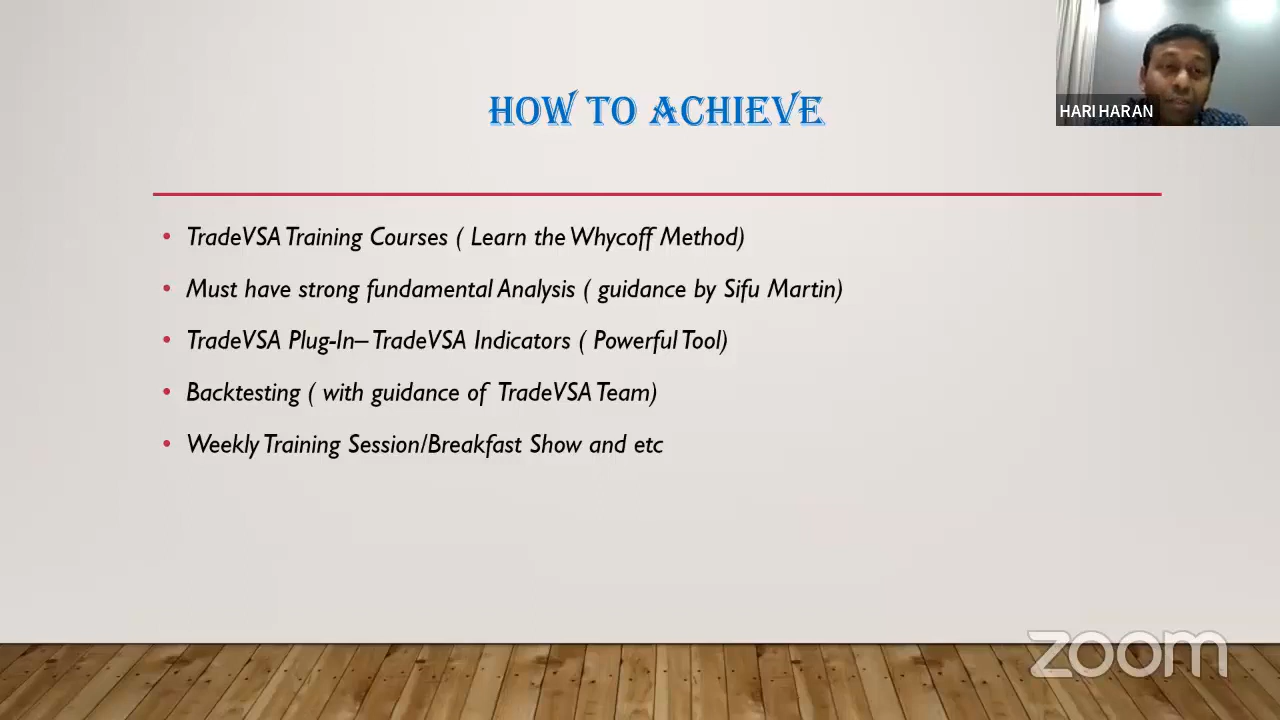 HOW TO ACHIEVE
HARI HARAN
• TradeVSA Training Courses ( Learn the Whycoff Method)
• Must have strong fundamental Analysis ( guidance by Sifu Martin)
• TradeVSA Plug-In– TradeVSA Indicators ( Powerful Tool)
• Backtesting ( with guidance of TradeVSA Team)
• Weekly Training Session/Breakfast Show and etc
zoom